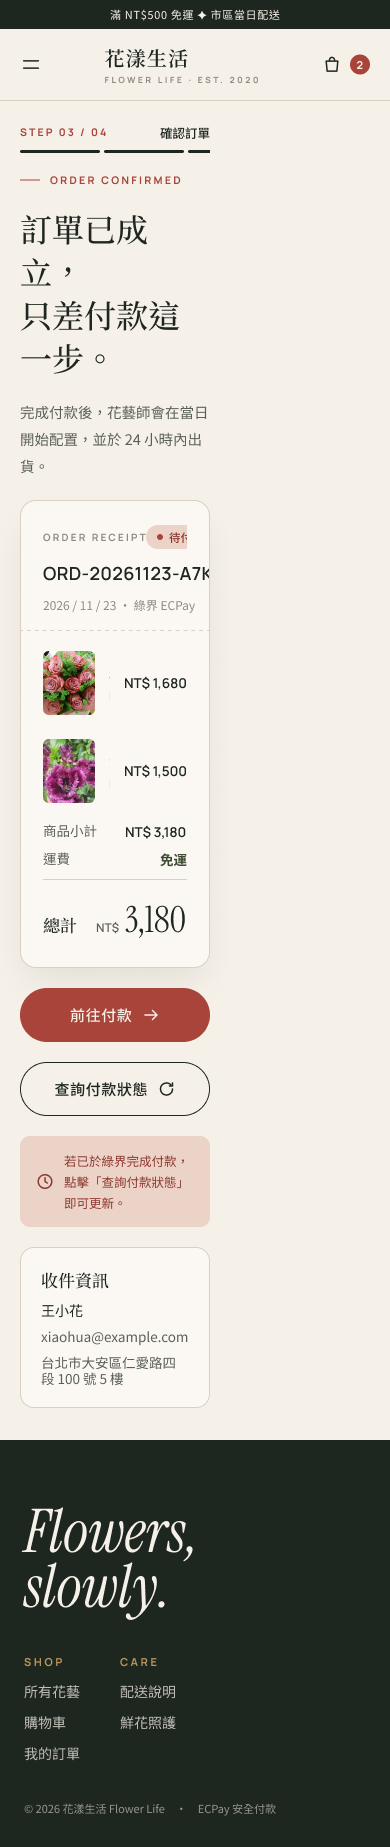 滿 NT$500 免運 ✦ 市區當日配送
花漾生活
FLOWER LIFE · EST. 2020
2
STEP 03 / 04
確認訂單
ORDER CONFIRMED
訂單已成
立，
只差付款這
一步。
完成付款後，花藝師會在當日
開始配置，並於 24 小時內出
貨。
ORDER RECEIPT
待
ORD-20261123-A7
2026 / 11 / 23 · 綠界 ECPay
NT$ 1,680
NT$ 1,500
商品小計 NT$ 3,180
運費 免運
總計 NT$ 3,180
前往付款
查詢付款狀態
若已於綠界完成付款，
點擊「查詢付款狀態」
即可更新。
收件資訊
王小花
xiaohua@example.com
台北市大安區仁愛路四
段 100 號 5 樓
Flowers,
slowly.
SHOP
所有花藝
購物車
我的訂單
CARE
配送說明
鮮花照護
© 2026 花漾生活 Flower Life · ECPay 安全付款